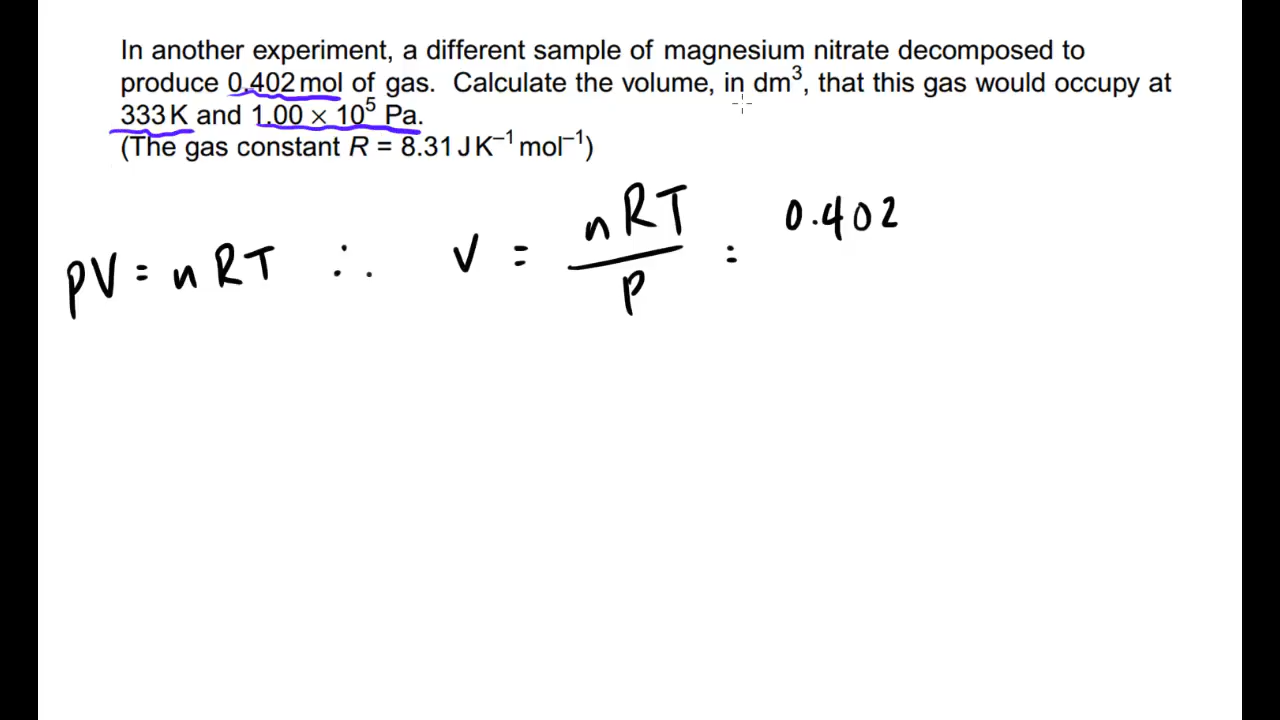 In another experiment, a different sample of magnesium nitrate decomposed to
produce 0.402 mol of gas. Calculate the volume, in dm³, that this gas would occupy at
333 K and 1.00 × 10⁵ Pa.
(The gas constant R = 8.31 J K⁻¹ mol⁻¹)
PV = nRT ∴ V = nRT/P = 0.402